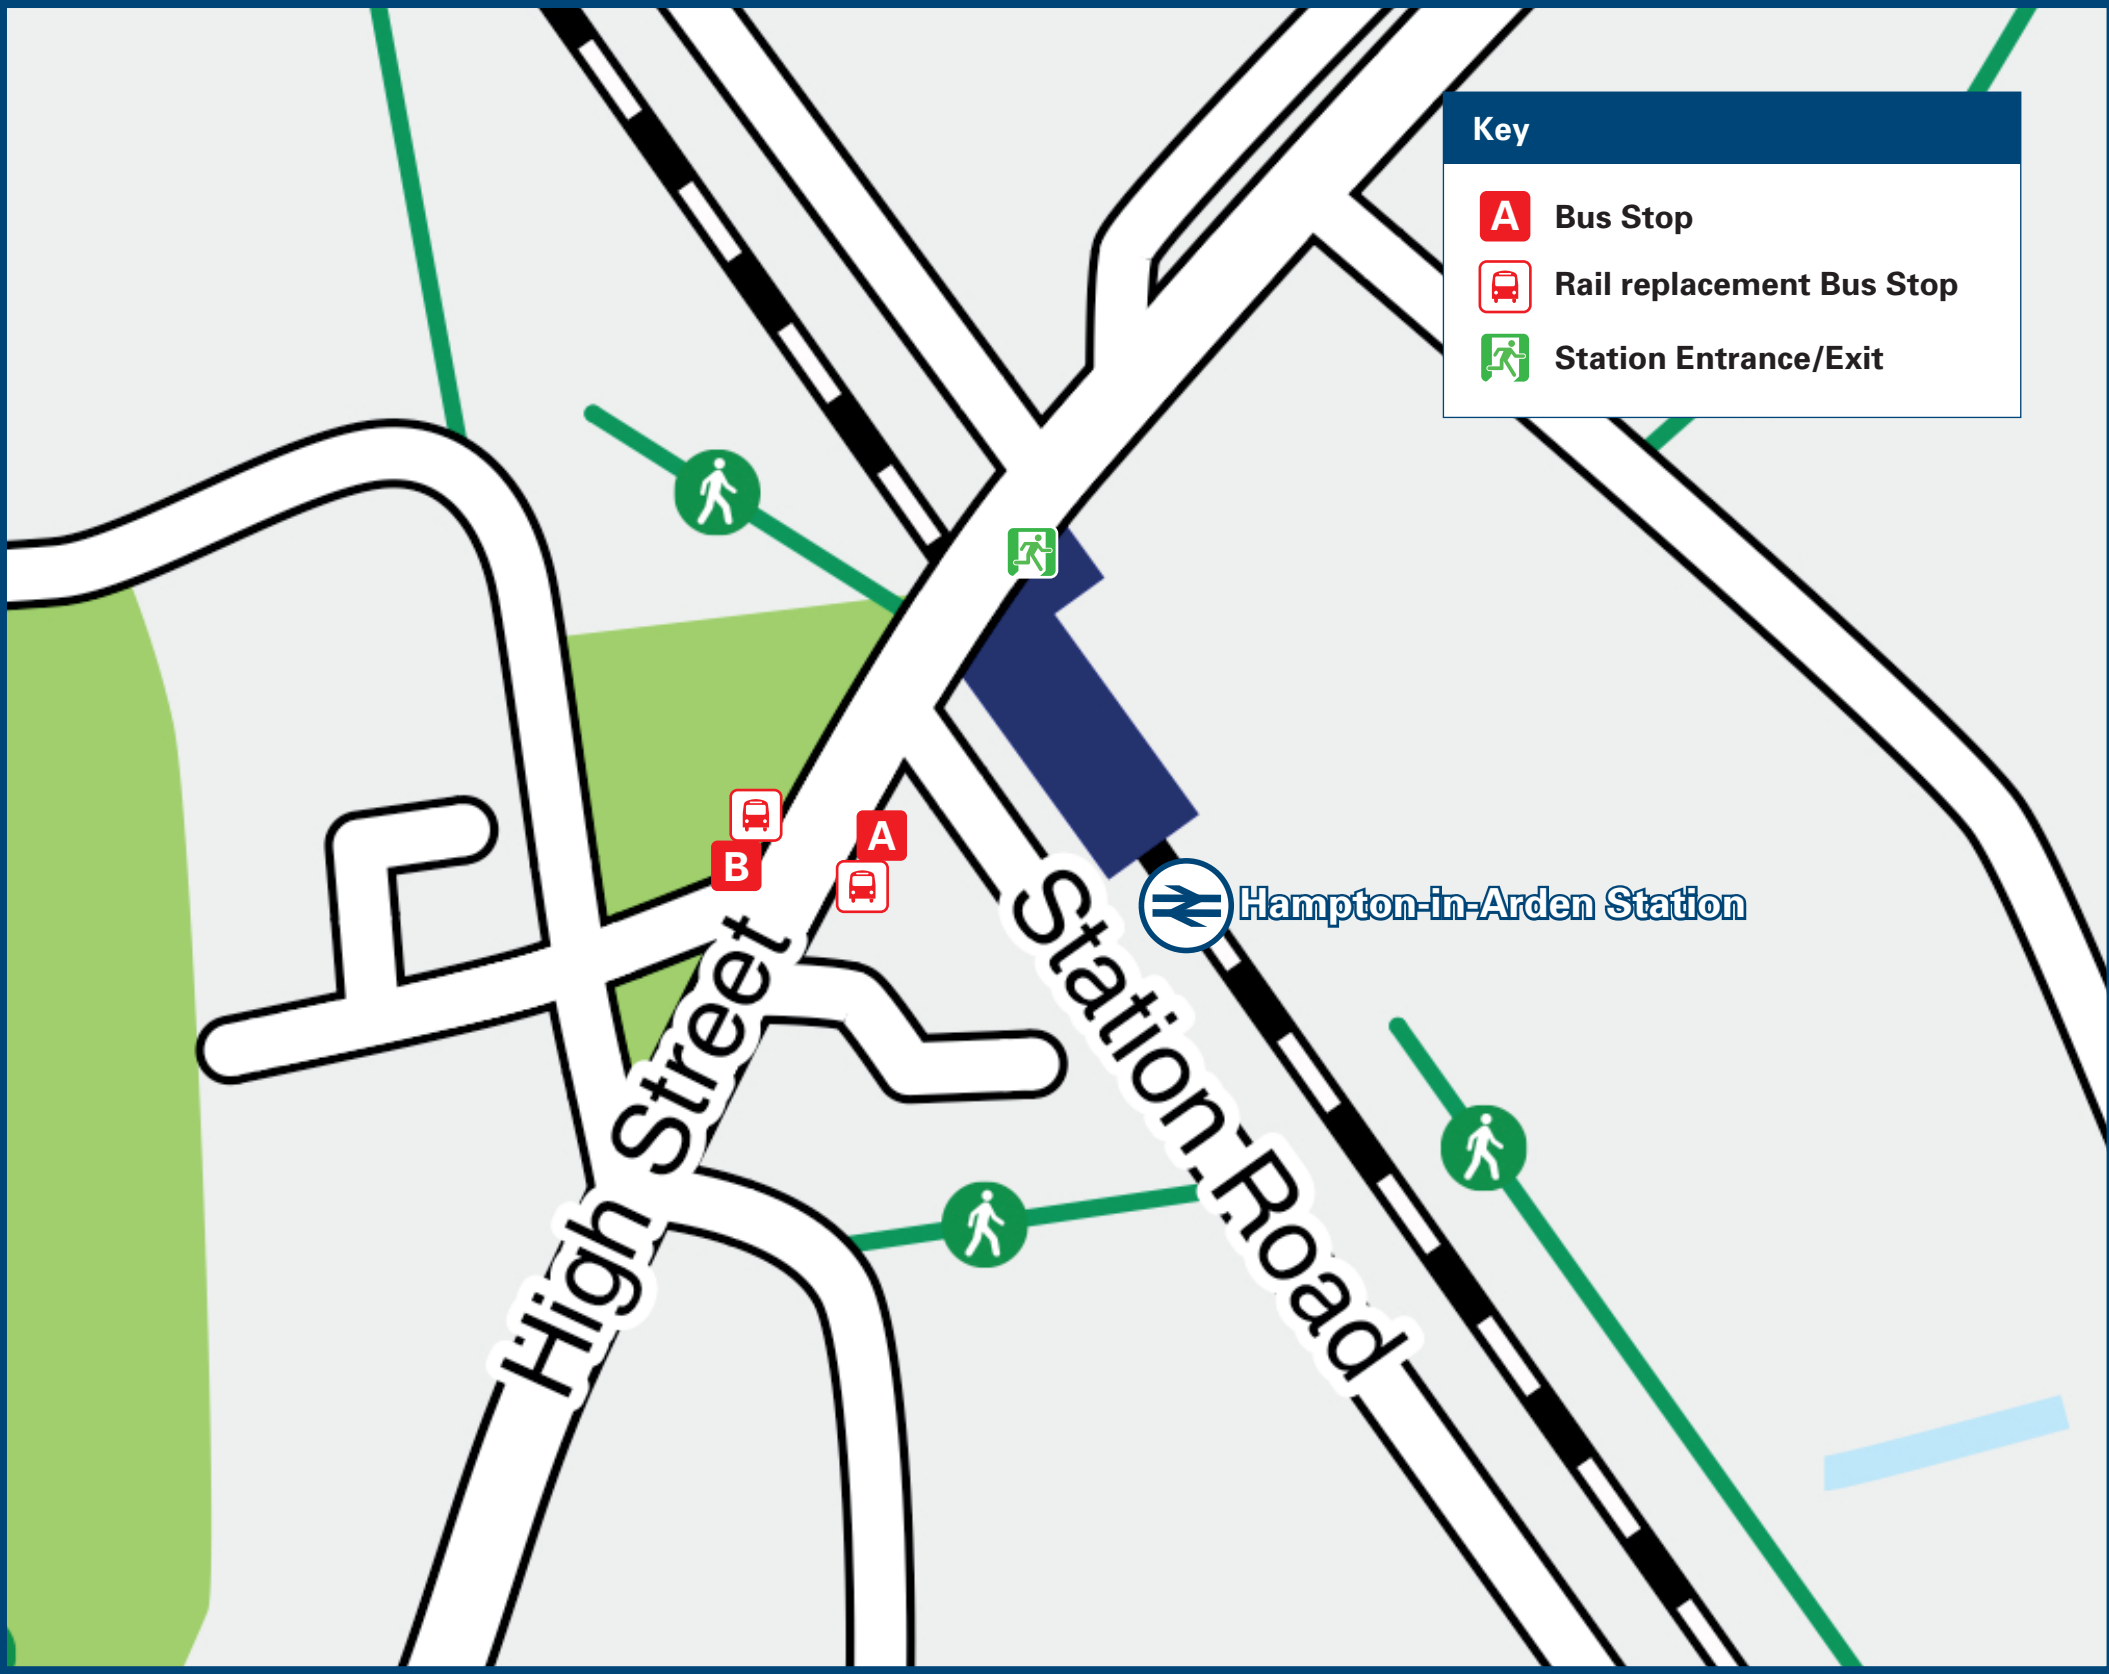 Key
A
Bus Stop
Rail replacement Bus Stop
Station Entrance/Exit
A
B
Hampton-in-Arden Station
High Street
Station Road